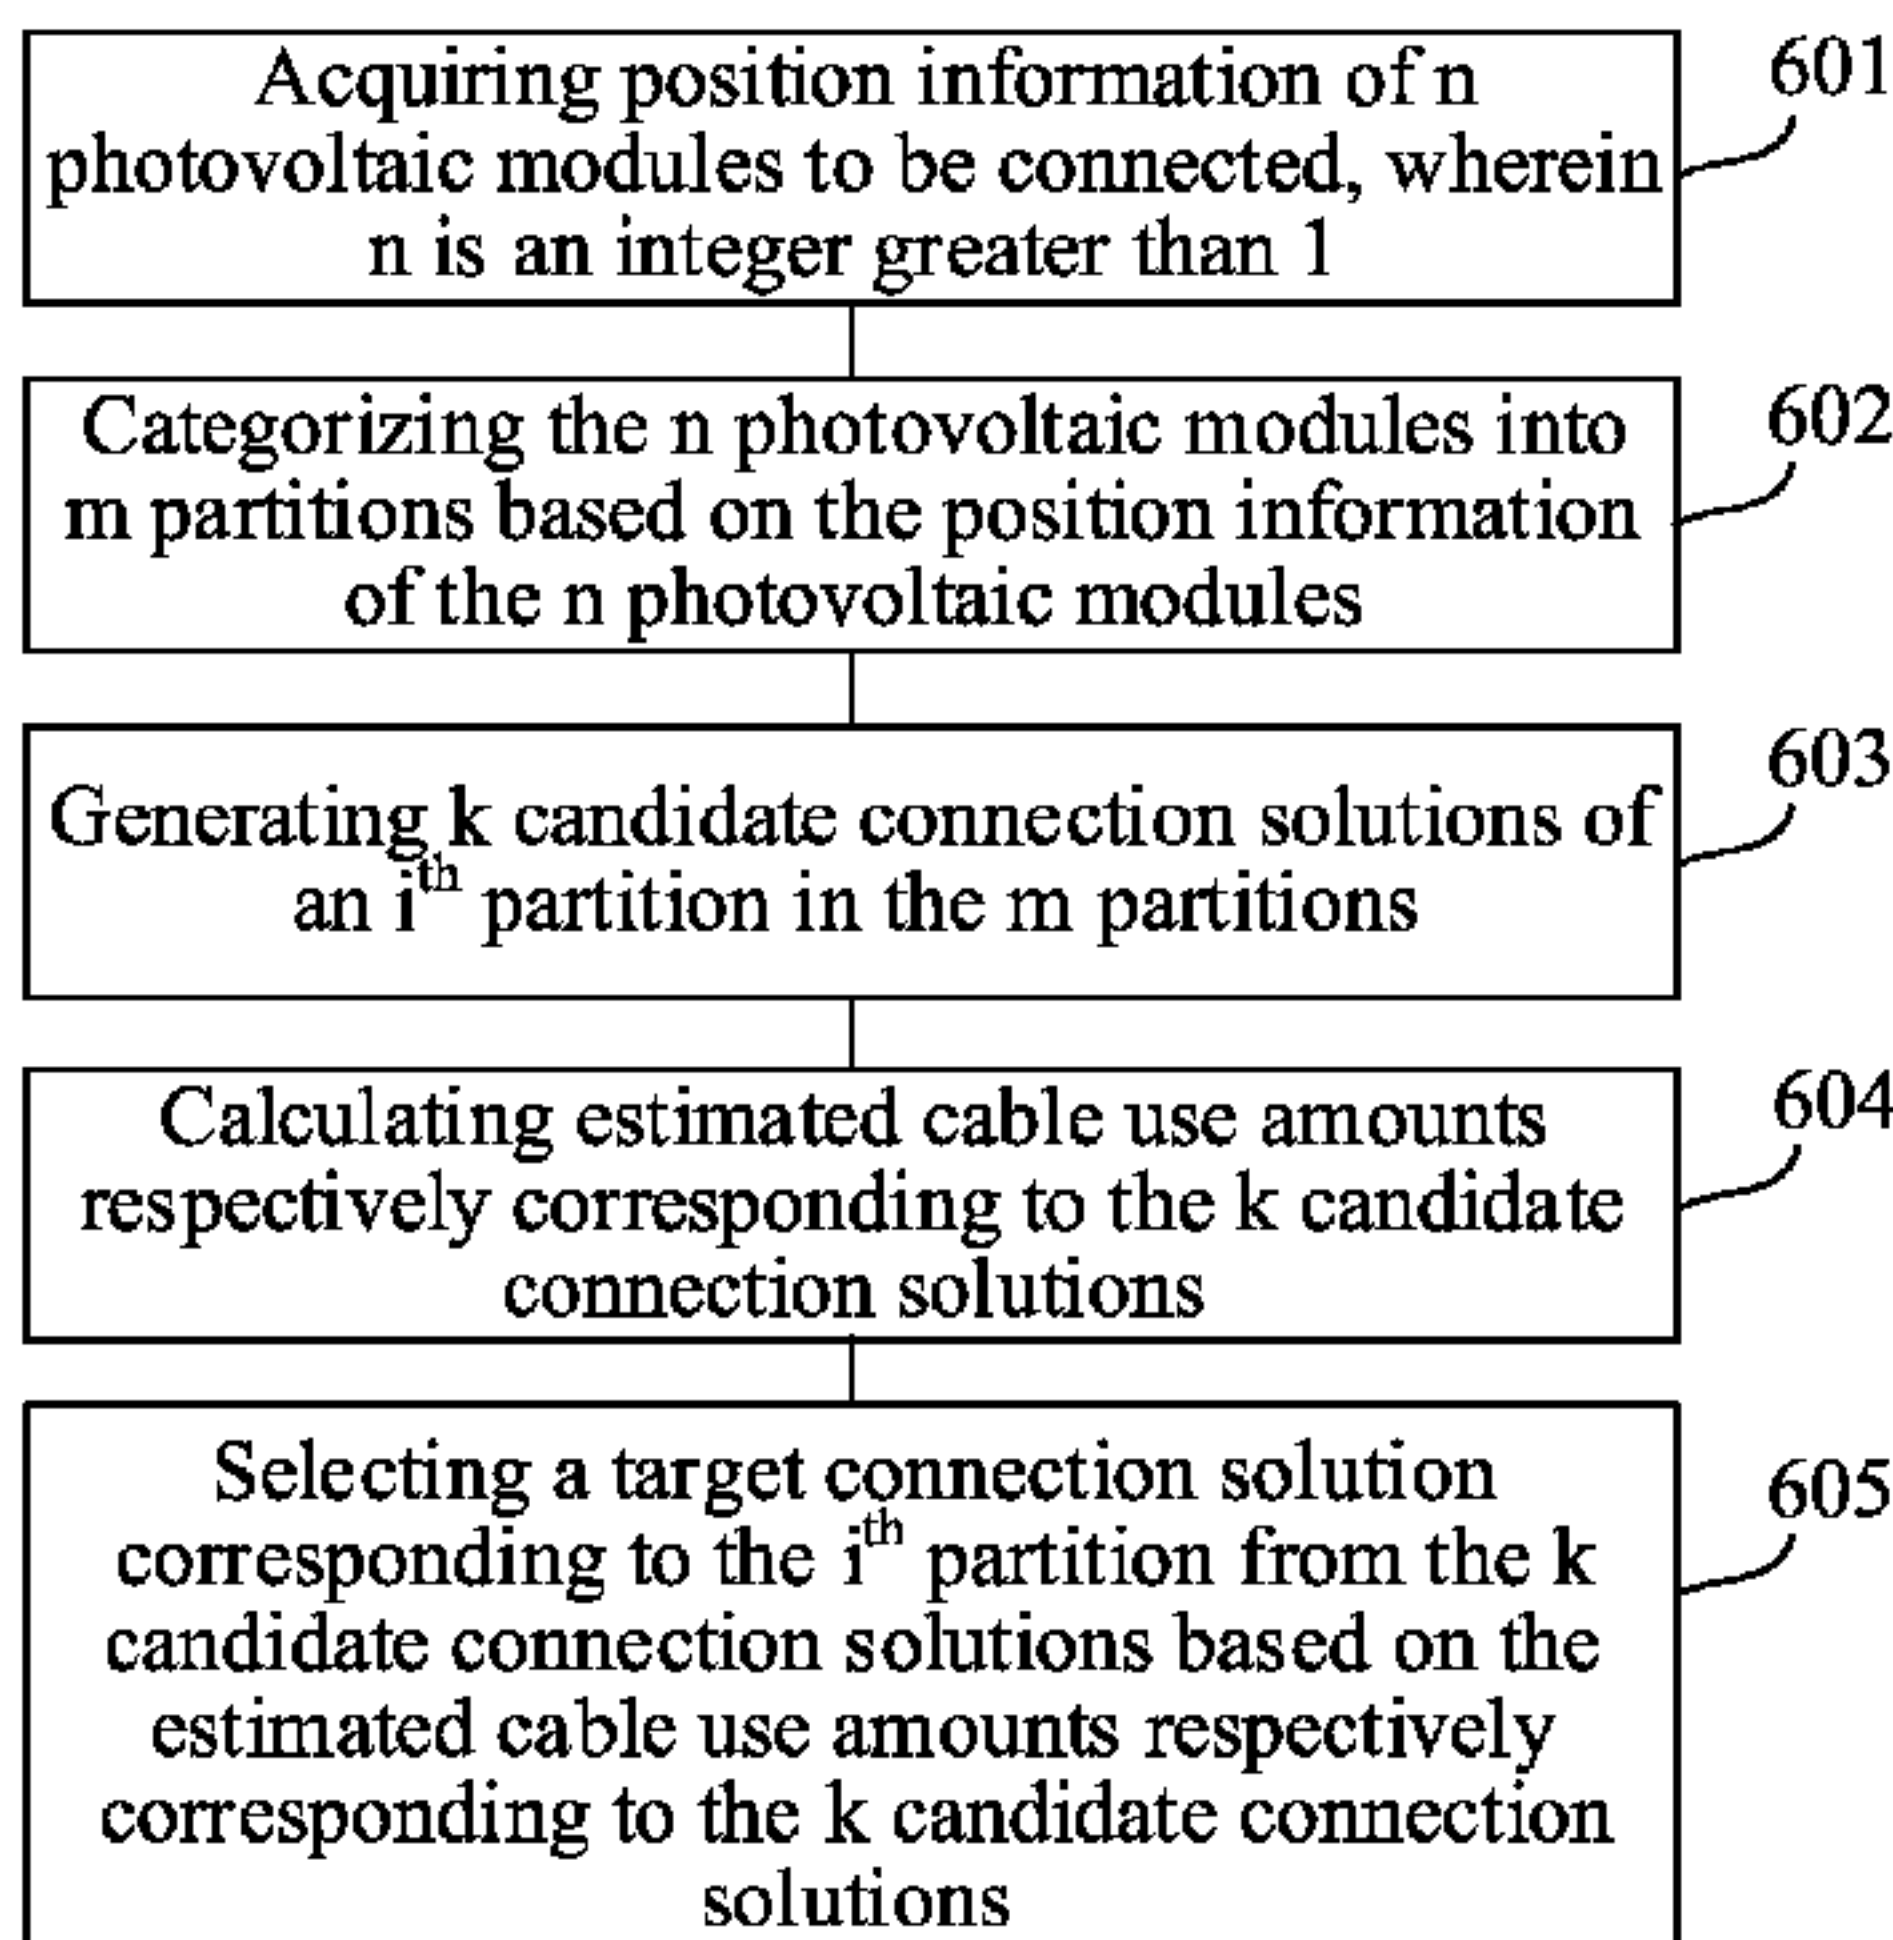 Acquiring position information of n
photovoltaic modules to be connected, wherein
n is an integer greater than 1
601
Categorizing the n photovoltaic modules into
m partitions based on the position information
of the n photovoltaic modules
602
Generating k candidate connection solutions of
an i^th partition in the m partitions
603
Calculating estimated cable use amounts
respectively corresponding to the k candidate
connection solutions
604
Selecting a target connection solution
corresponding to the i^th partition from the k
candidate connection solutions based on the
estimated cable use amounts respectively
corresponding to the k candidate connection
solutions
605